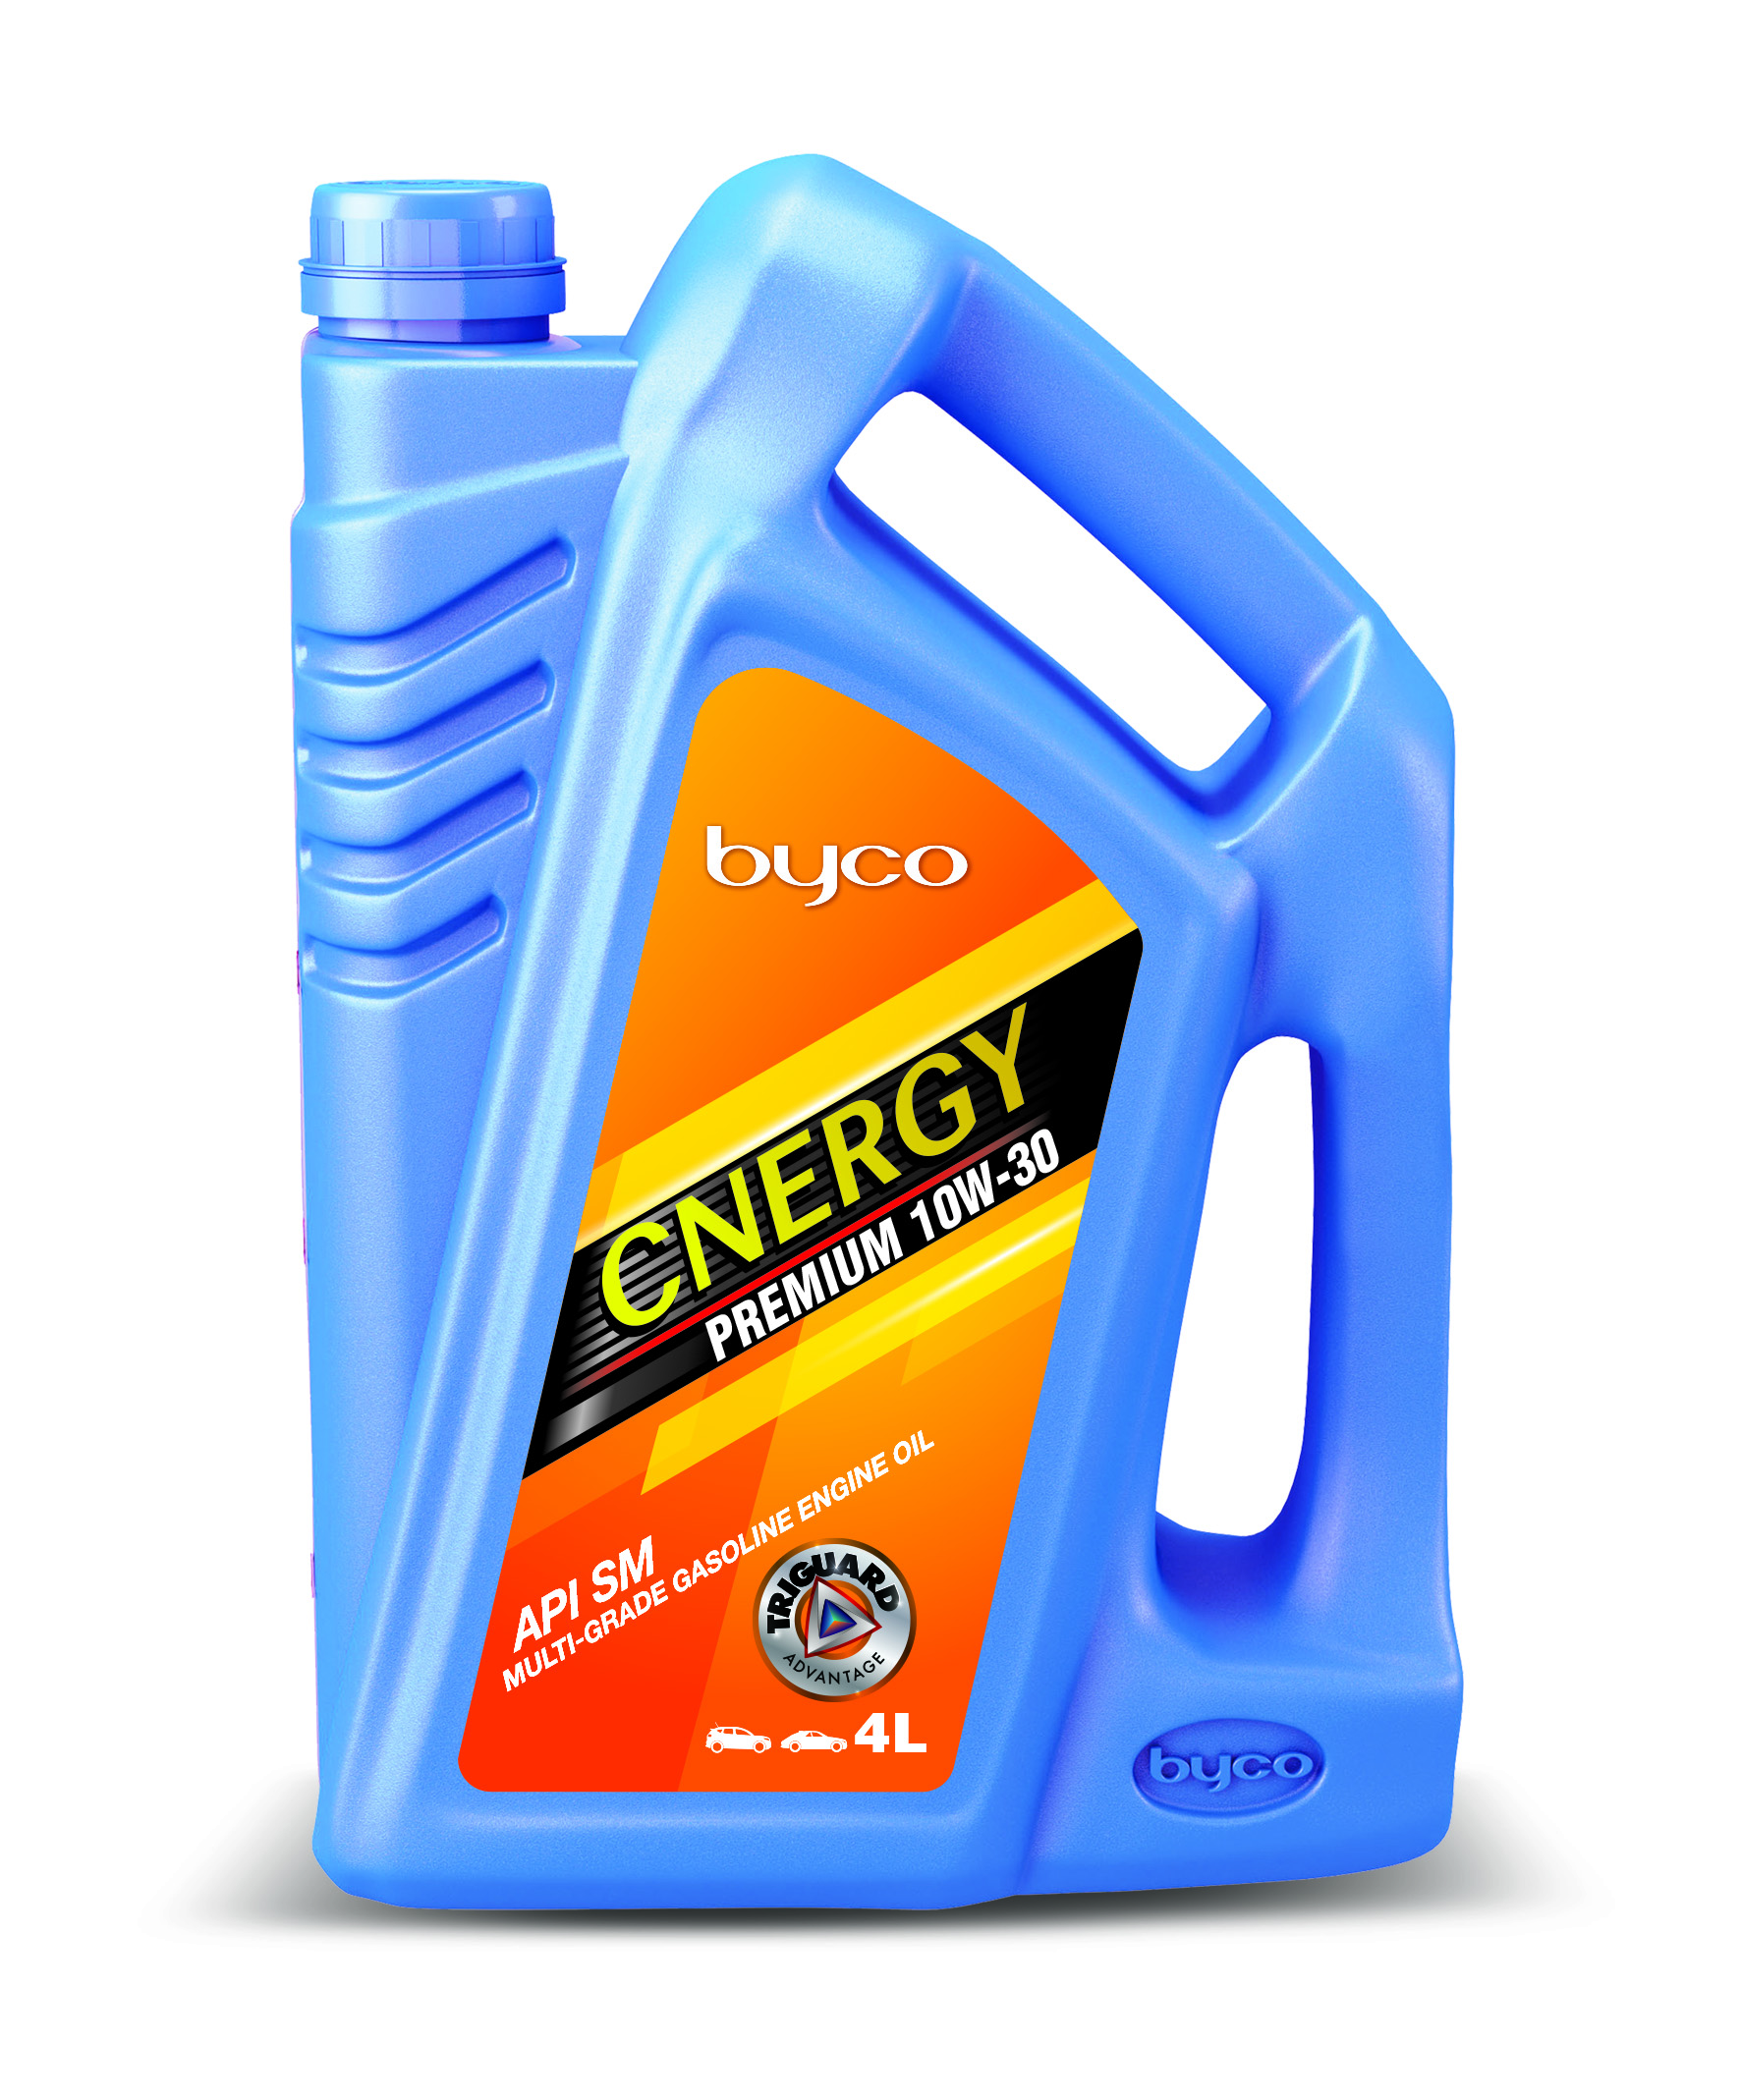 byco
CNERGY
PREMIUM 10W-30
API SM
MULTI-GRADE GASOLINE ENGINE OIL
TRIGUARD
ADVANTAGE
4L
byco